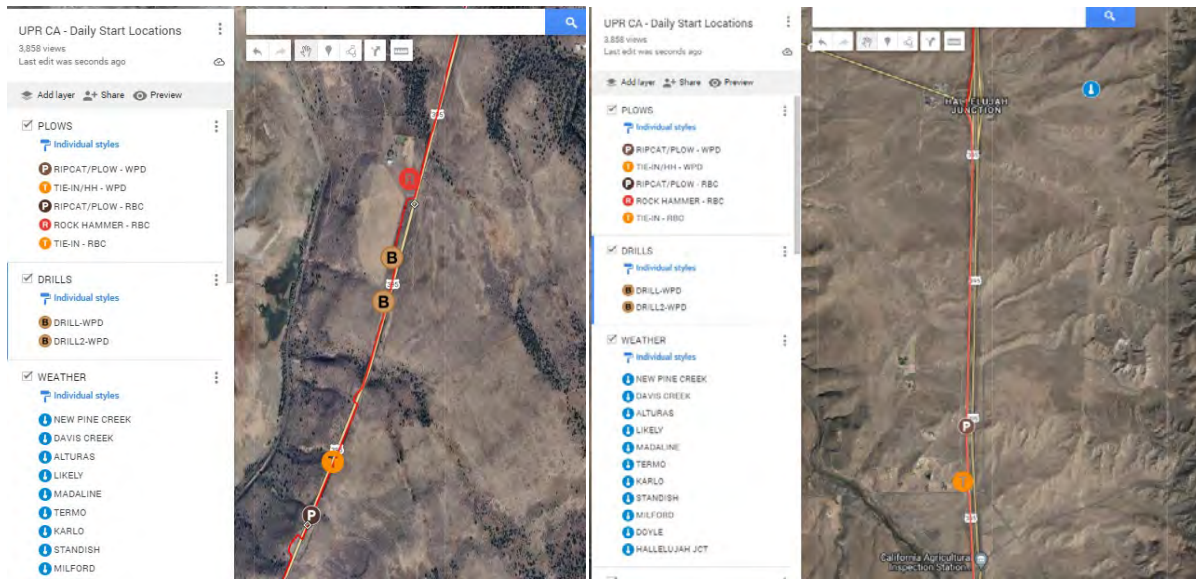 UPR CA - Daily Start Locations
3,858 views
Last edit was seconds ago
Add layer
Share
Preview
PLOWS
Individual styles
P RIPCAT/PLOW - WPD
T TIE-IN/HH - WPD
P RIPCAT/PLOW - RBC
R ROCK HAMMER - RBC
T TIE-IN - RBC
DRILLS
Individual styles
B DRILL-WPD
B DRILL2-WPD
WEATHER
Individual styles
NEW PINE CREEK
DAVIS CREEK
ALTURAS
LIKELY
MADALINE
TERMO
KARLO
STANDISH
MILFORD
395
R
B
395
B
T
P
UPR CA - Daily Start Locations
3,858 views
Last edit was seconds ago
Add layer
Share
Preview
PLOWS
Individual styles
P RIPCAT/PLOW - WPD
T TIE-IN/HH - WPD
P RIPCAT/PLOW - RBC
R ROCK HAMMER - RBC
T TIE-IN - RBC
DRILLS
Individual styles
B DRILL-WPD
B DRILL2-WPD
WEATHER
Individual styles
NEW PINE CREEK
DAVIS CREEK
ALTURAS
LIKELY
MADALINE
TERMO
KARLO
STANDISH
MILFORD
DOYLE
HALLELUJAH JCT
HALLELUJAH
JUNCTION
395
395
395
P
T
395
California Agricultural
Inspection Station...